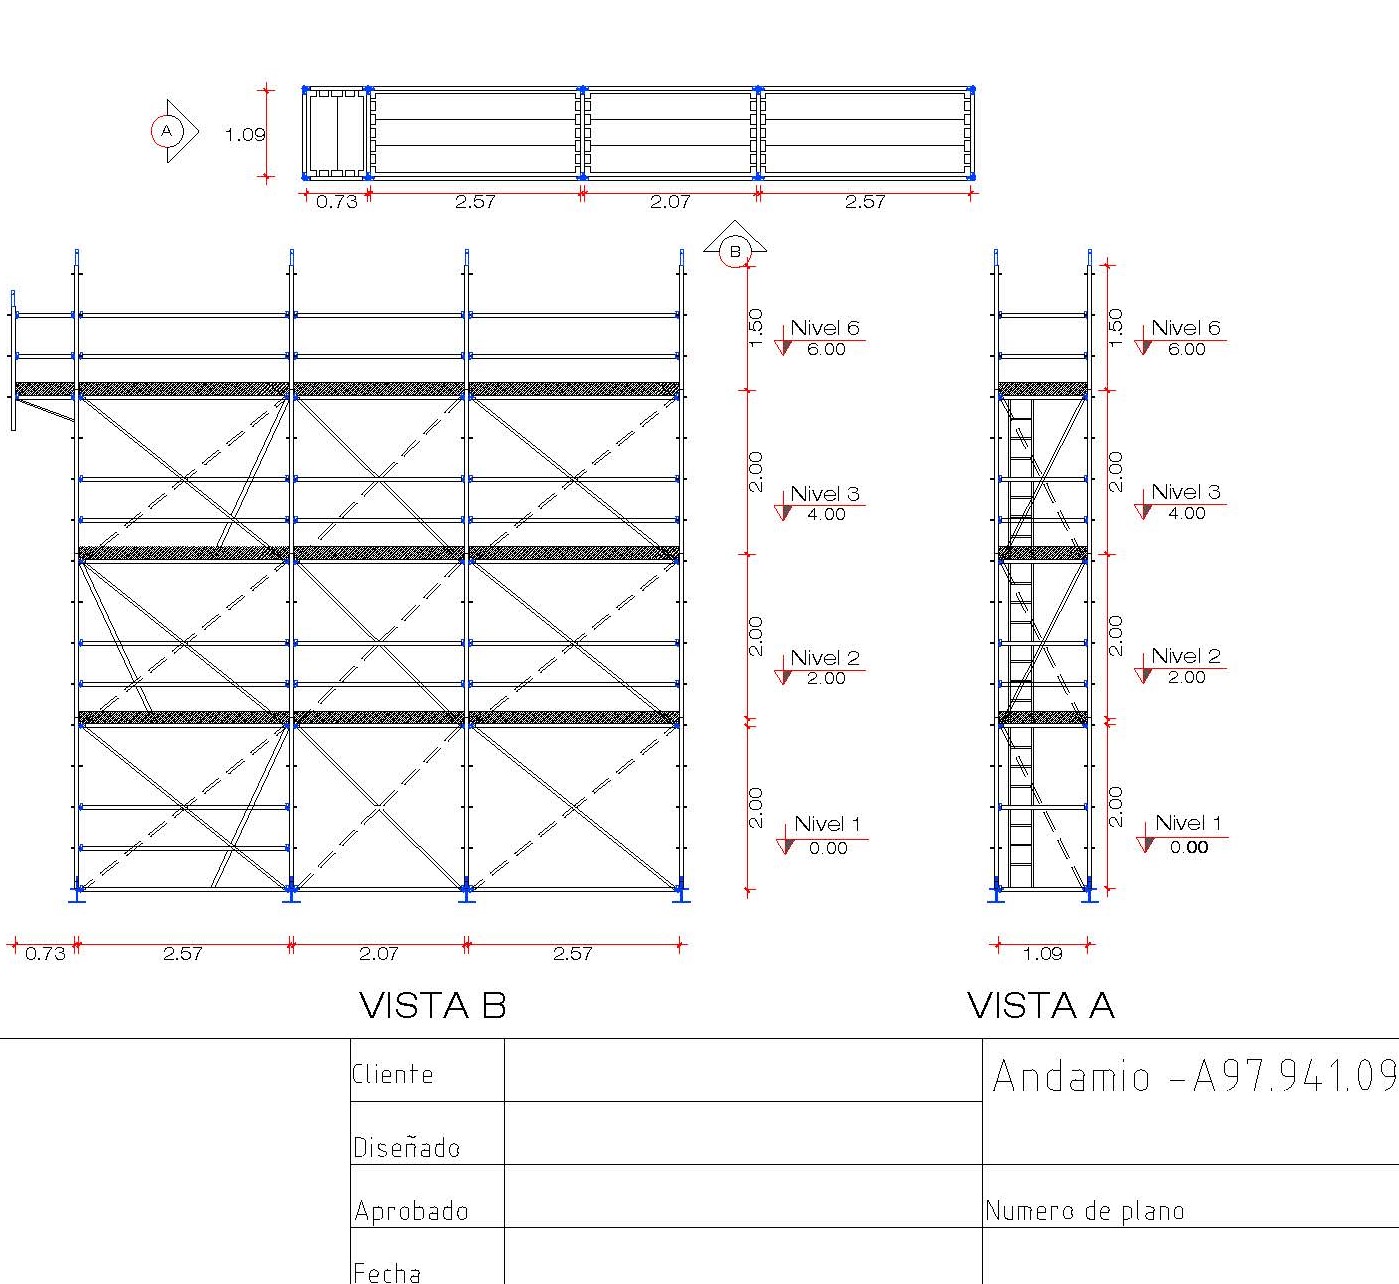 A
1.09
0.73 2.57 2.07 2.57
B
1.50
Nivel 6
6.00
2.00
Nivel 3
4.00
2.00
Nivel 2
2.00
2.00
Nivel 1
0.00
0.73 2.57 2.07 2.57
VISTA B
1.50
Nivel 6
6.00
2.00
Nivel 3
4.00
2.00
Nivel 2
2.00
2.00
Nivel 1
0.00
1.09
VISTA A
Cliente
Andamio -A97.941.09
Diseñado
Aprobado
Numero de plano
Fecha